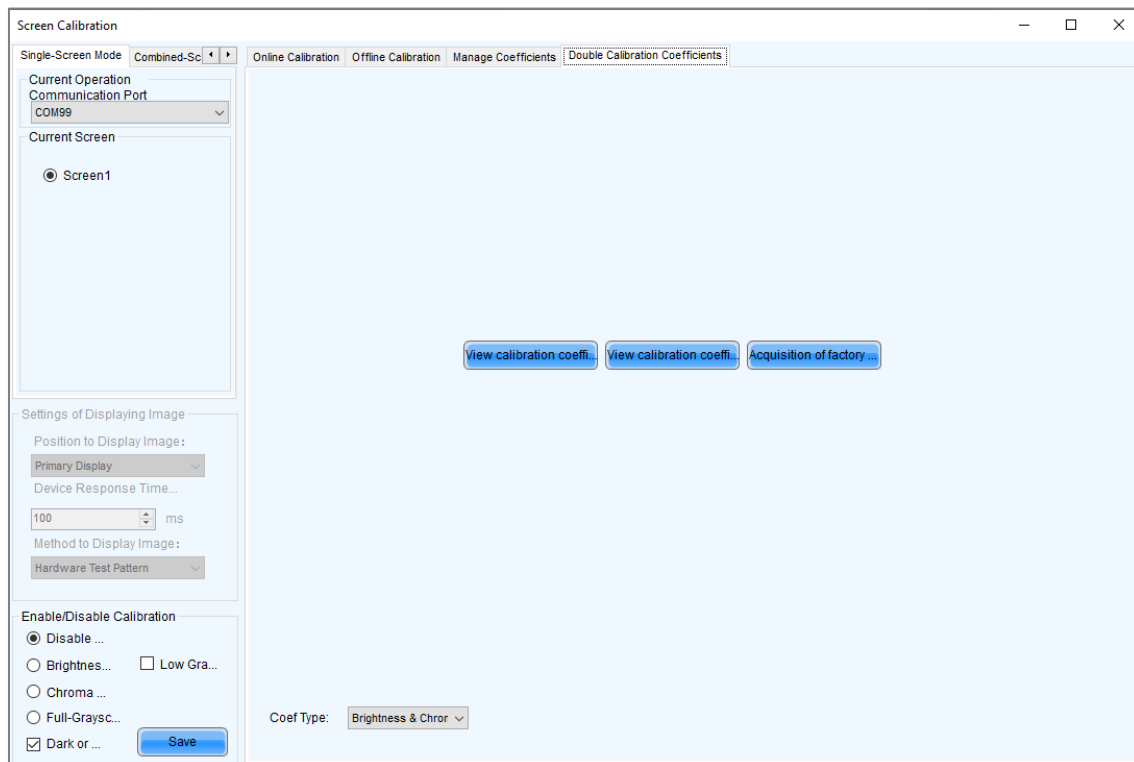 Screen Calibration
Single-Screen Mode Combined-Sc
Online Calibration Offline Calibration Manage Coefficients Double Calibration Coefficients
Current Operation
Communication Port
COM99
Current Screen
Screen1
View calibration coeffi... View calibration coeffi... Acquisition of factory ...
Settings of Displaying Image
Position to Display Image:
Primary Display
Device Response Time...
100 ms
Method to Display Image:
Hardware Test Pattern
Enable/Disable Calibration
Disable ...
Brightnes... Low Gra...
Chroma ...
Full-Graysc...
Dark or ... Save
Coef Type: Brightness & Chror